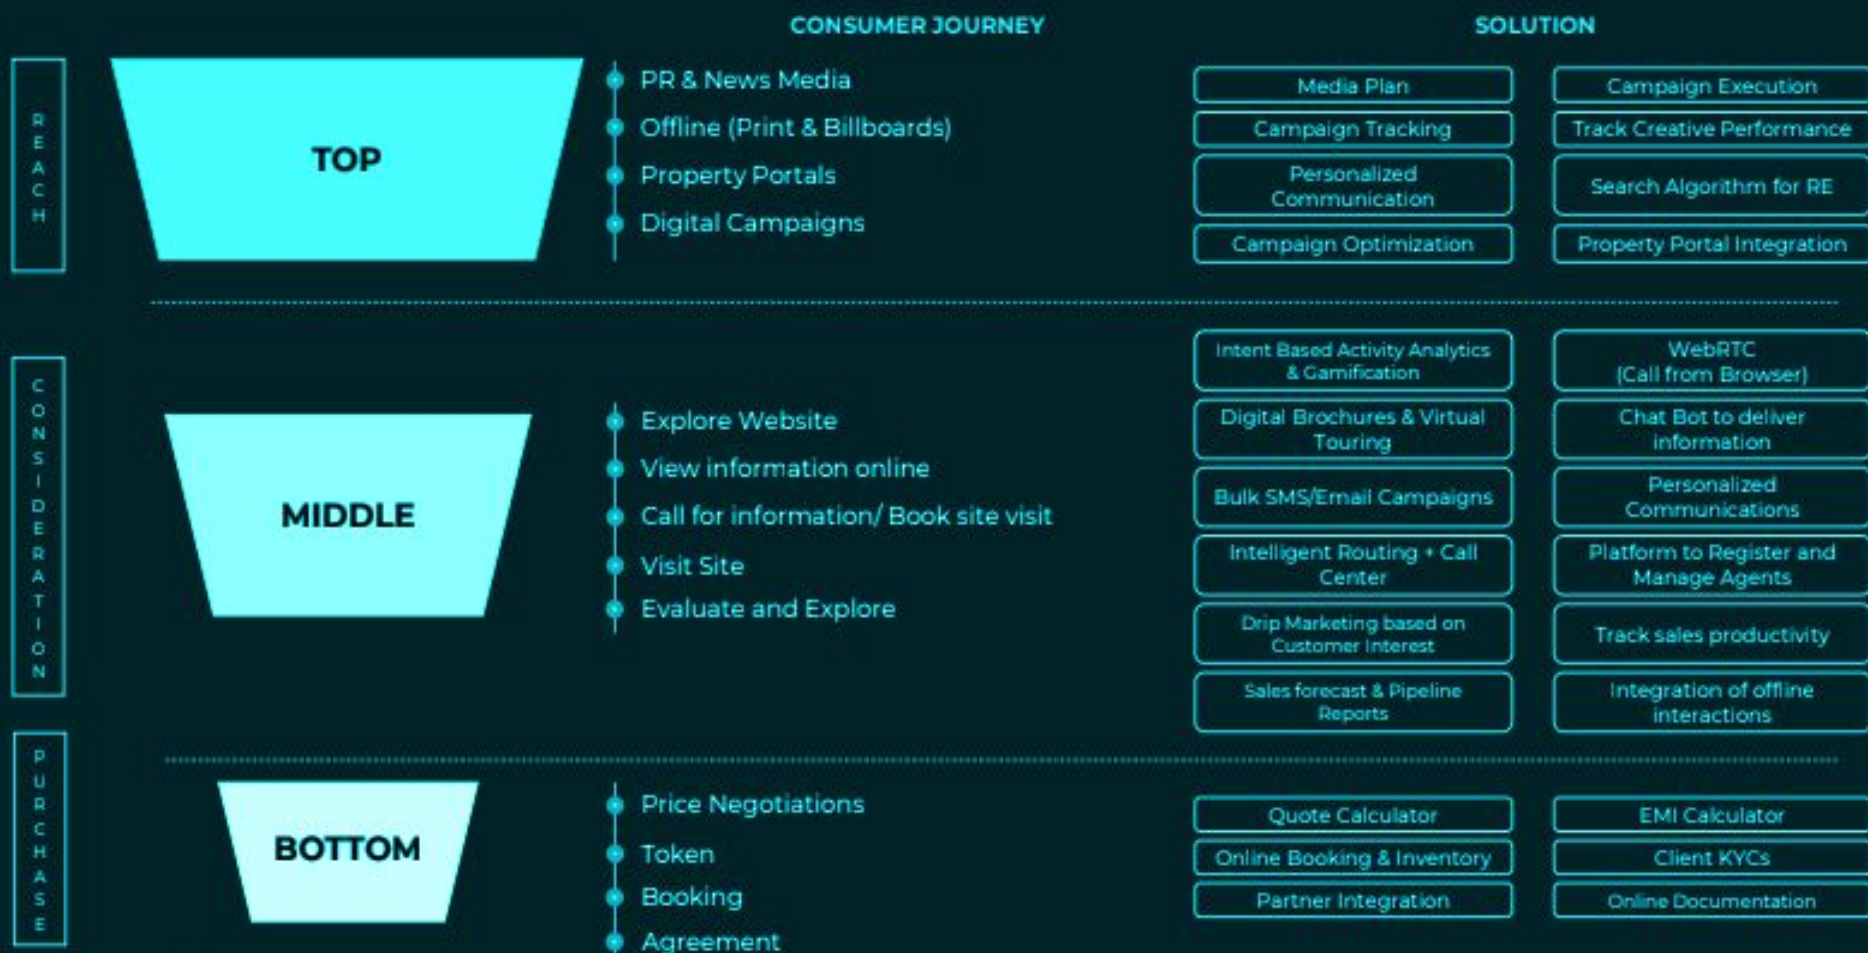 CONSUMER JOURNEY
SOLUTION
REACH
TOP
PR & News Media
Offline (Print & Billboards)
Property Portals
Digital Campaigns
Media Plan
Campaign Execution
Campaign Tracking
Track Creative Performance
Personalized
Communication
Search Algorithm for RE
Campaign Optimization
Property Portal Integration
CONSIDERATION
MIDDLE
Explore Website
View information online
Call for information/ Book site visit
Visit Site
Evaluate and Explore
Intent Based Activity Analytics
& Gamification
WebRTC
(Call from Browser)
Digital Brochures & Virtual
Touring
Chat Bot to deliver
information
Bulk SMS/Email Campaigns
Personalized
Communications
Intelligent Routing + Call
Center
Platform to Register and
Manage Agents
Drip Marketing based on
Customer Interest
Track sales productivity
Sales forecast & Pipeline
Reports
Integration of offline
interactions
PURCHASE
BOTTOM
Price Negotiations
Token
Booking
Agreement
Quote Calculator
EMI Calculator
Online Booking & Inventory
Client KYCs
Partner Integration
Online Documentation